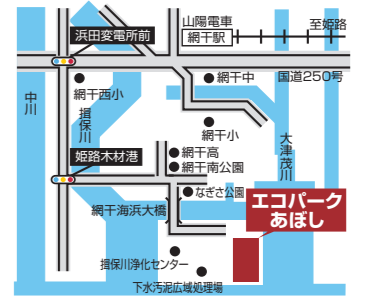 山陽電車
網干駅
至姫路
浜田変電所前
国道250号
網干西小
網干中
中川
揖保川
網干小
大津茂川
姫路木材港
網干高
網干南公園
なぎさ公園
網干海浜大橋
エコパーク
あぼし
揖保川浄化センター
下水汚泥広域処理場